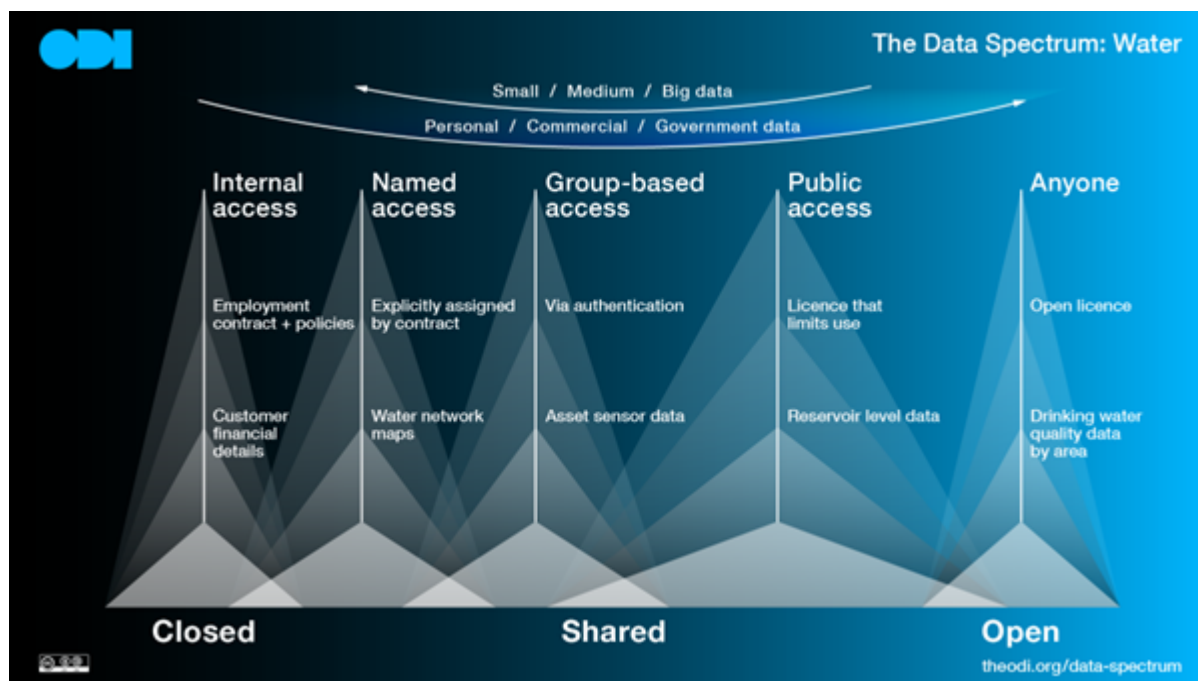 ODI
The Data Spectrum: Water
Small / Medium / Big data
Personal / Commercial / Government data
Internal
access
Named
access
Group-based
access
Public
access
Anyone
Employment
contract + policies
Explicitly assigned
by contract
Via authentication
Licence that
limits use
Open licence
Customer
financial
details
Water network
maps
Asset sensor data
Reservoir level data
Drinking water
quality data
by area
Closed
Shared
Open
theodi.org/data-spectrum